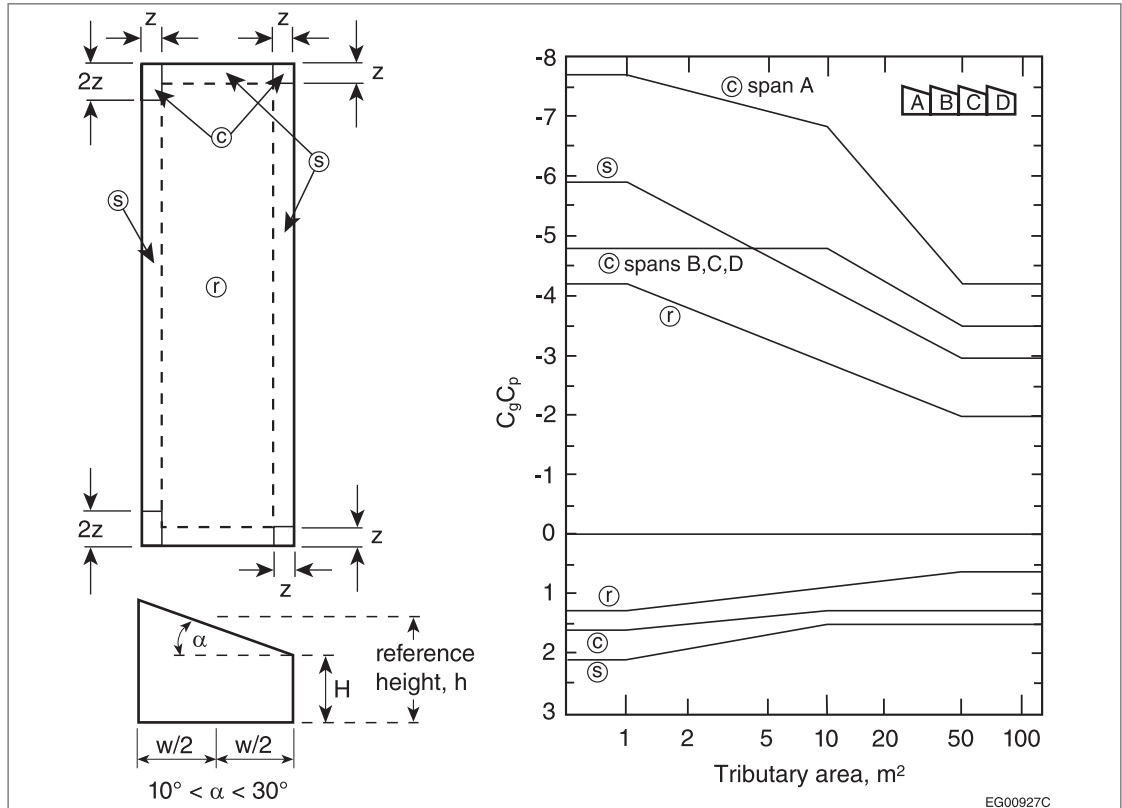 z
z
2z
z
ⓒ
ⓢ
ⓢ
ⓡ
2z
z
z
α
reference
height, h
H
w/2
w/2
10° < α < 30°
-8
-7
-6
-5
-4
-3
-2
-1
0
1
2
3
CgCp
ⓒ span A
A B C D
ⓢ
ⓒ spans B,C,D
ⓡ
ⓡ
ⓒ
ⓢ
1 2 5 10 20 50 100
Tributary area, m²
EG00927C